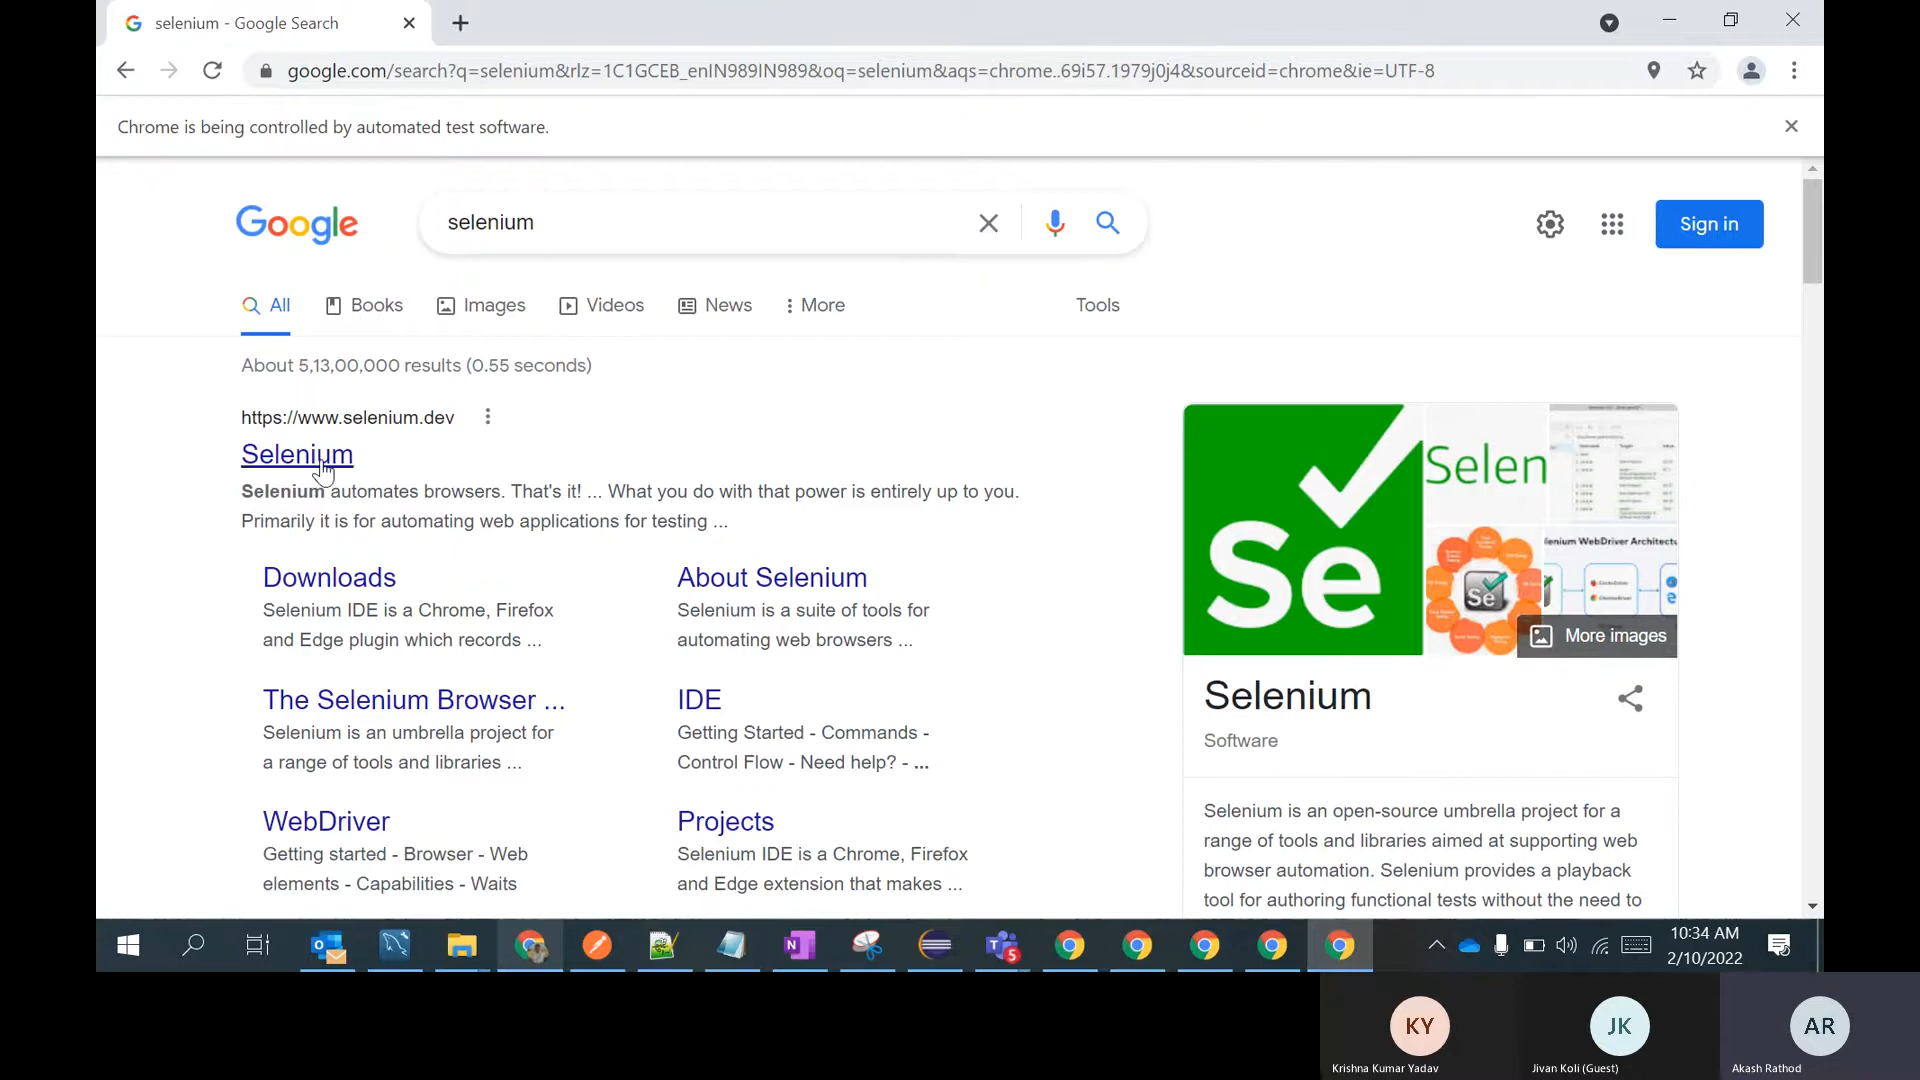 selenium - Google Search
google.com/search?q=selenium&rlz=1C1GCEB_enIN989IN989&oq=selenium&aqs=chrome..69i57.1979j0j4&sourceid=chrome&ie=UTF-8
Chrome is being controlled by automated test software.
Google
selenium
Sign in
All
Books
Images
Videos
News
More
Tools
About 5,13,00,000 results (0.55 seconds)
https://www.selenium.dev
Selenium
Selenium automates browsers. That's it! ... What you do with that power is entirely up to you.
Primarily it is for automating web applications for testing ...
Downloads
Selenium IDE is a Chrome, Firefox
and Edge plugin which records ...
About Selenium
Selenium is a suite of tools for
automating web browsers ...
The Selenium Browser ...
Selenium is an umbrella project for
a range of tools and libraries ...
IDE
Getting Started - Commands -
Control Flow - Need help? - ...
WebDriver
Getting started - Browser - Web
elements - Capabilities - Waits
Projects
Selenium IDE is a Chrome, Firefox
and Edge extension that makes ...
Se
Selen
Se
lenium WebDriver Architectu
More images
Selenium
Software
Selenium is an open-source umbrella project for a
range of tools and libraries aimed at supporting web
browser automation. Selenium provides a playback
tool for authoring functional tests without the need to
5
10:34 AM
2/10/2022
KY
Krishna Kumar Yadav
JK
Jivan Koli (Guest)
AR
Akash Rathod